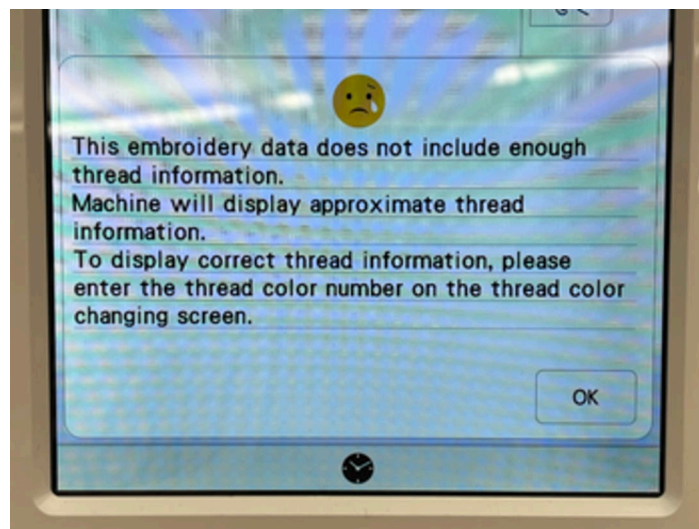 This embroidery data does not include enough
thread information.
Machine will display approximate thread
information.
To display correct thread information, please
enter the thread color number on the thread color
changing screen.
OK